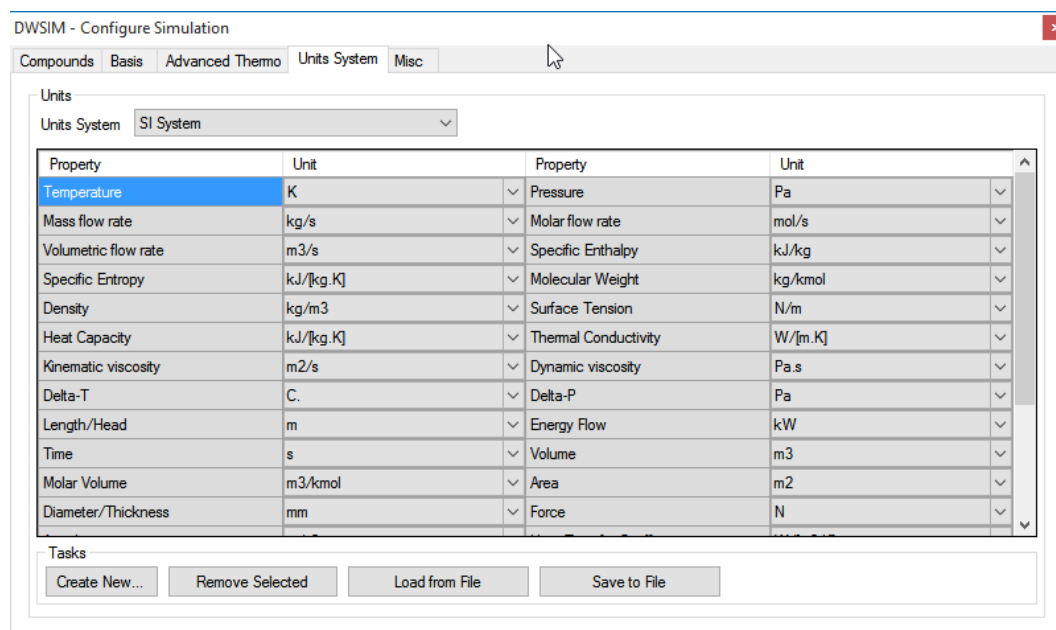 DWSIM - Configure Simulation
Compounds Basis Advanced Thermo Units System Misc
Units
Units System SI System
Property Unit Property Unit
Temperature K Pressure Pa
Mass flow rate kg/s Molar flow rate mol/s
Volumetric flow rate m3/s Specific Enthalpy kJ/kg
Specific Entropy kJ/[kg.K] Molecular Weight kg/kmol
Density kg/m3 Surface Tension N/m
Heat Capacity kJ/[kg.K] Thermal Conductivity W/[m.K]
Kinematic viscosity m2/s Dynamic viscosity Pa.s
Delta-T C. Delta-P Pa
Length/Head m Energy Flow kW
Time s Volume m3
Molar Volume m3/kmol Area m2
Diameter/Thickness mm Force N
Tasks
Create New... Remove Selected Load from File Save to File